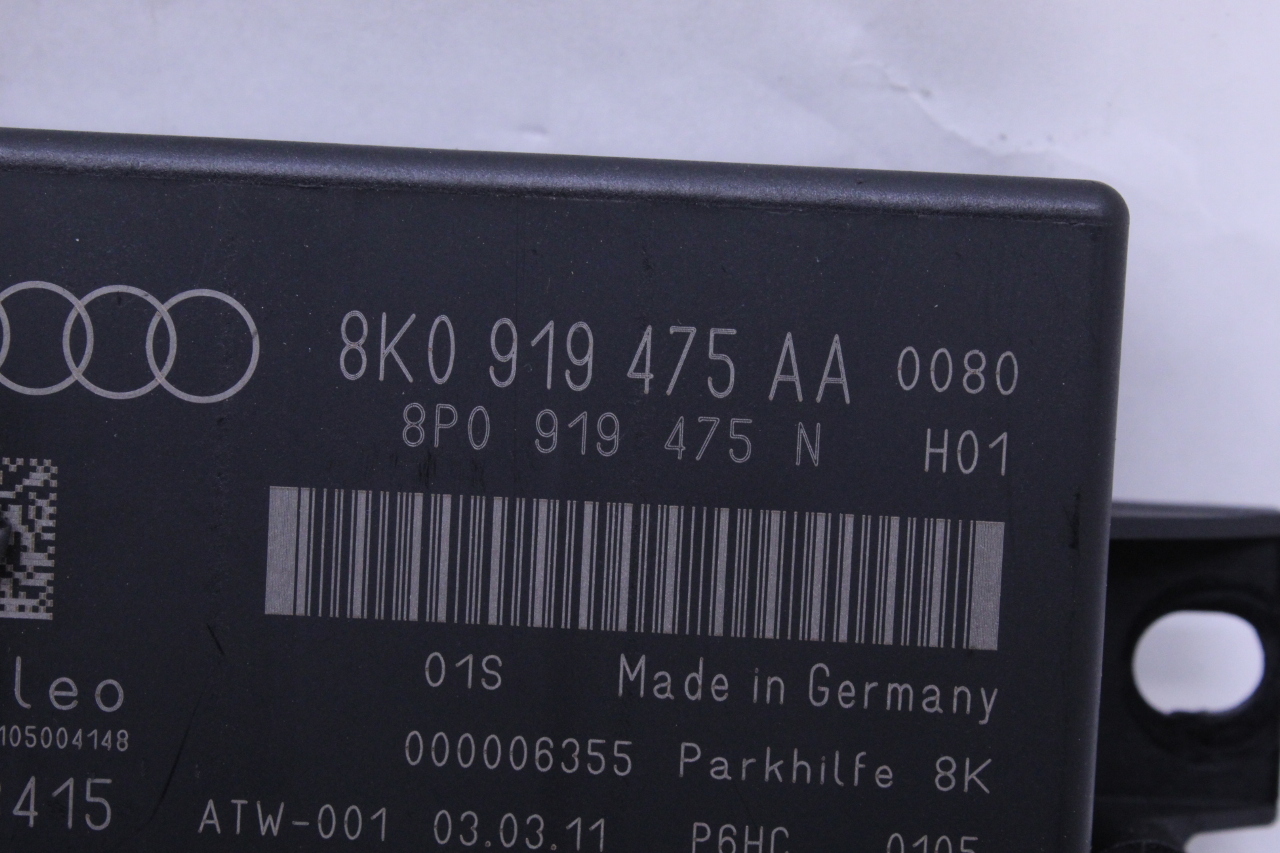 8K0 919 475 AA 0080
8P0 919 475 N H01
01S Made in Germany
leo
105004148
000006355 Parkhilfe 8K
415
ATW-001 03.03.11 P6HC 0105